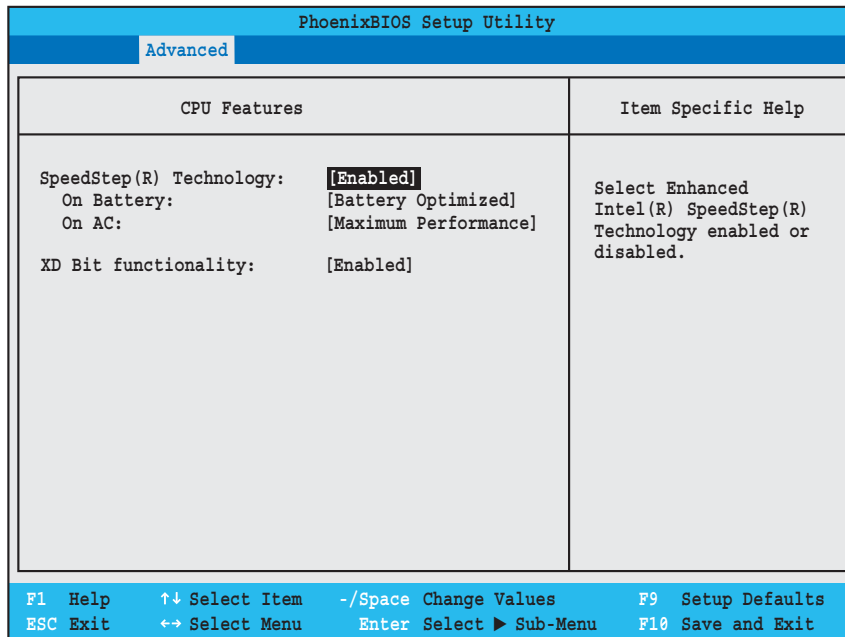 PhoenixBIOS Setup Utility
Advanced
CPU Features
Item Specific Help
SpeedStep(R) Technology: [Enabled]
On Battery: [Battery Optimized]
On AC: [Maximum Performance]
XD Bit functionality: [Enabled]
Select Enhanced
Intel(R) SpeedStep(R)
Technology enabled or
disabled.
F1 Help ↑↓ Select Item -/Space Change Values F9 Setup Defaults
ESC Exit ←→ Select Menu Enter Select ▶ Sub-Menu F10 Save and Exit